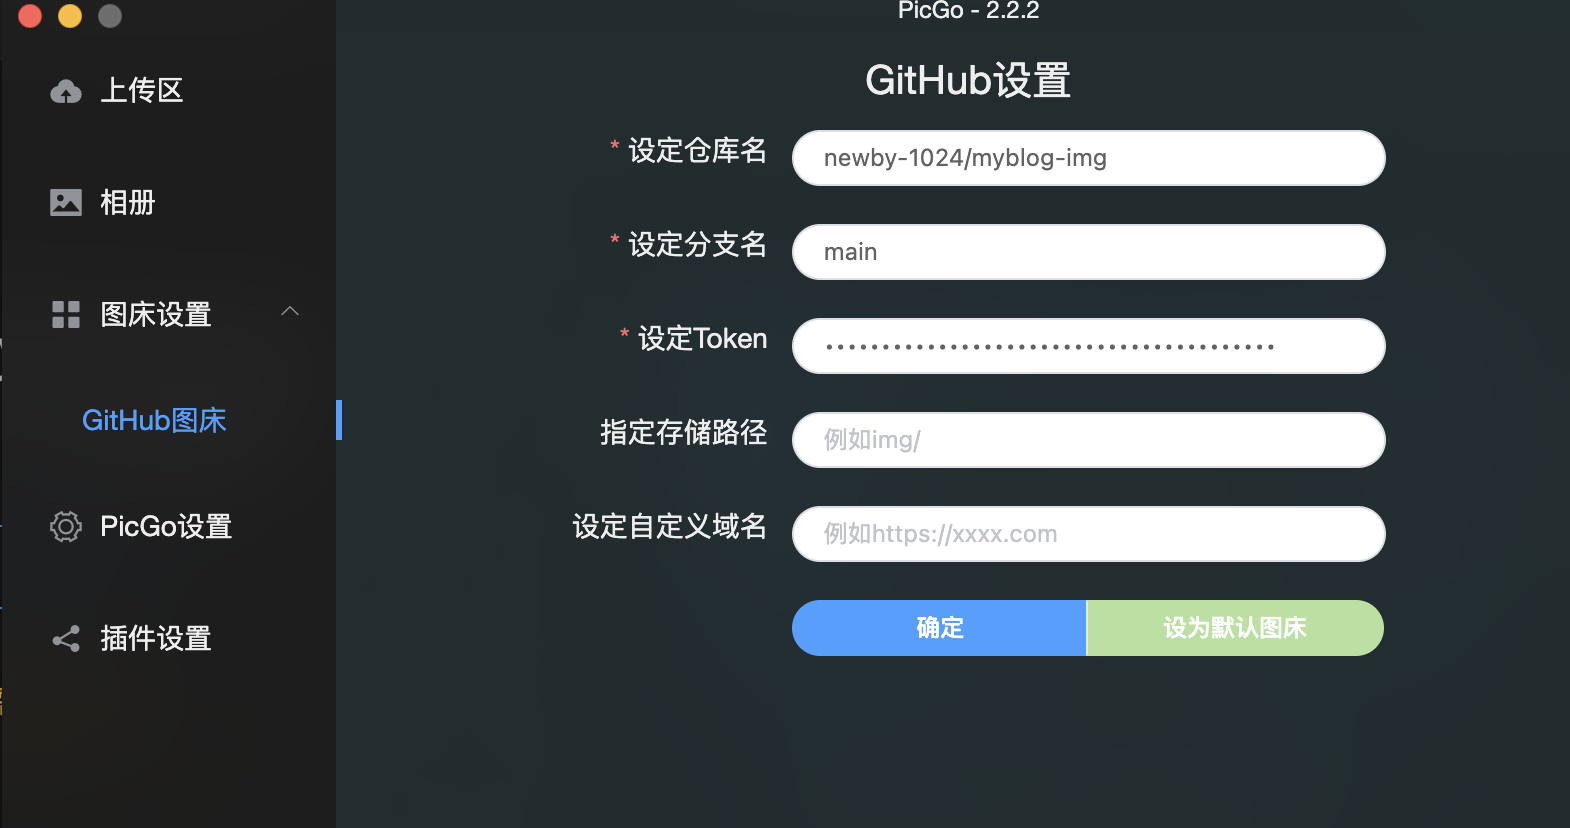 PicGo - 2.2.2
上传区
相册
图床设置
GitHub图床
PicGo设置
插件设置
GitHub设置
* 设定仓库名
newby-1024/myblog-img
* 设定分支名
main
* 设定Token
••••••••••••••••••••••••••••••••••••••••
指定存储路径
例如img/
设定自定义域名
例如https://xxxx.com
确定
设为默认图床